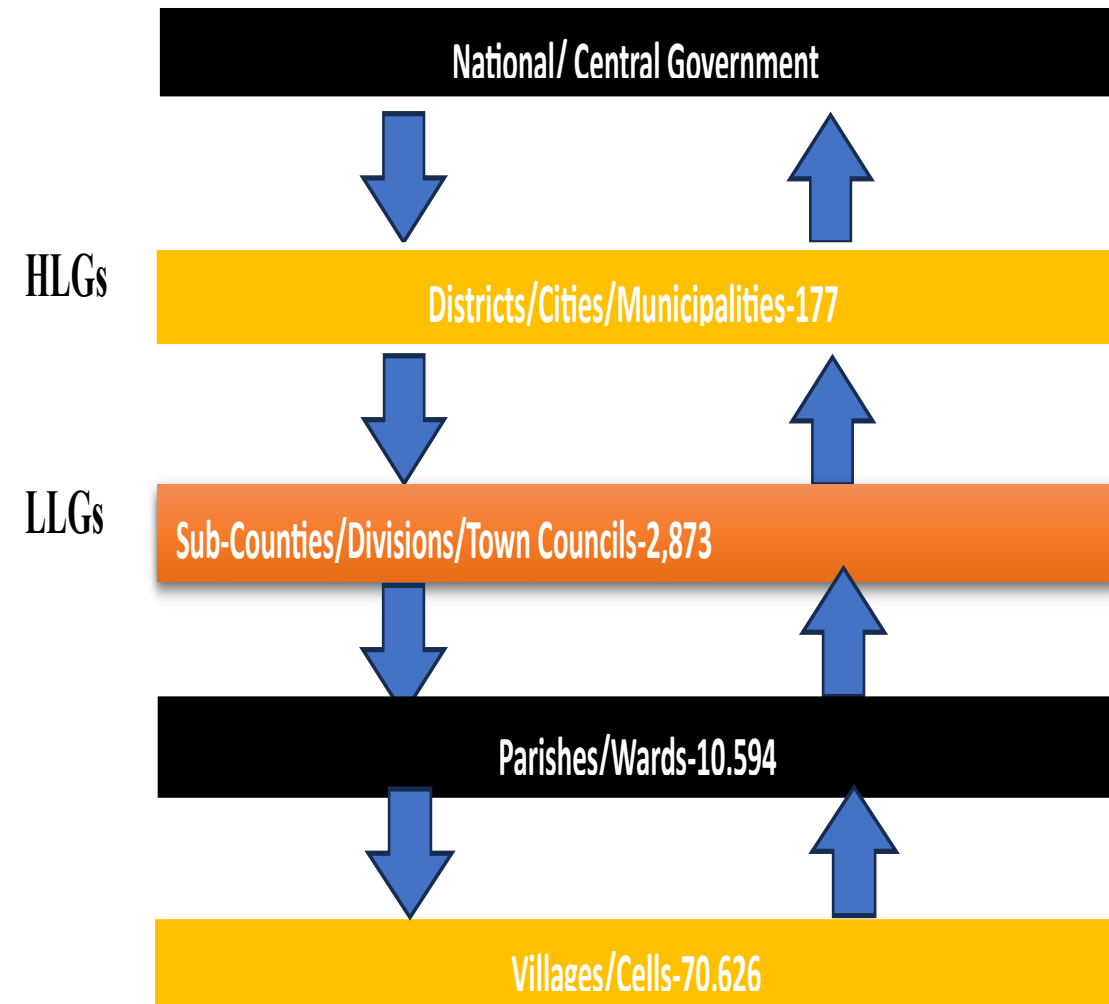 National/ Central Government
HLGs
Districts/Cities/Municipalities-177
LLGs
Sub-Counties/Divisions/Town Councils-2,873
Parishes/Wards-10.594
Villages/Cells-70.626